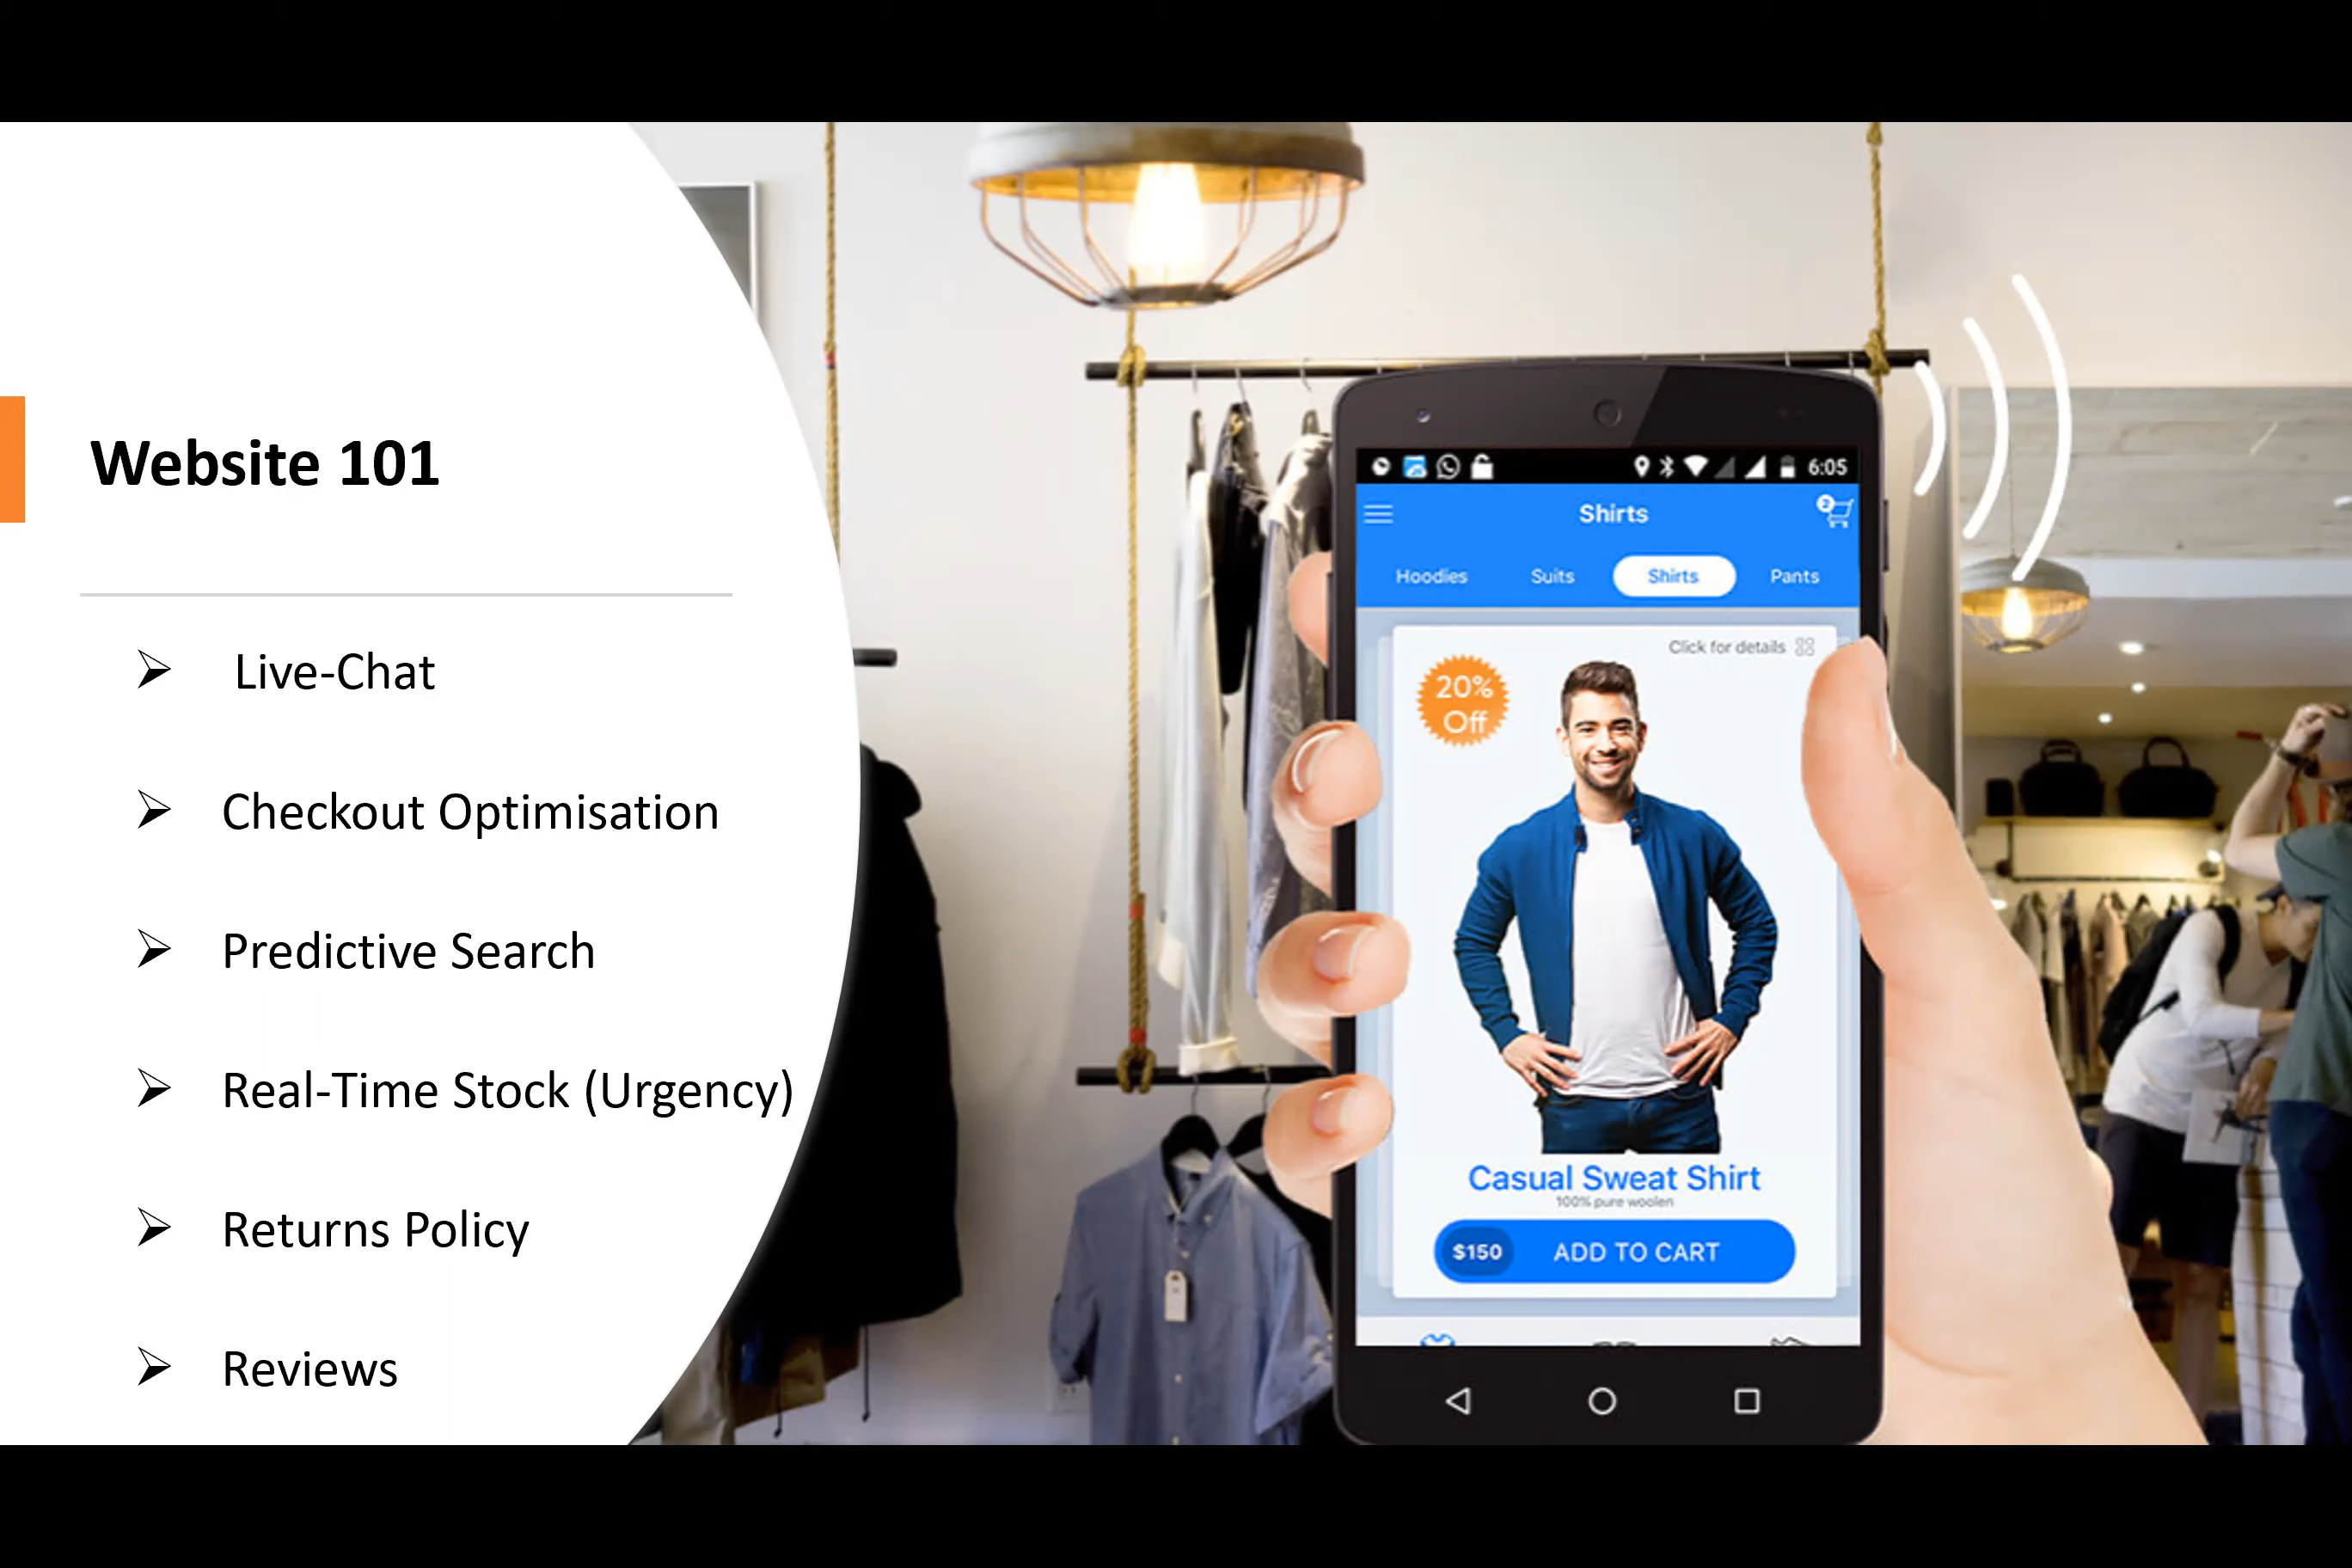 Website 101
Live-Chat
Checkout Optimisation
Predictive Search
Real-Time Stock (Urgency)
Returns Policy
Reviews
6:05
Shirts
2
Hoodies Suits Shirts Pants
Click for details
20%
Off
Casual Sweat Shirt
100% pure woolen
$150 ADD TO CART